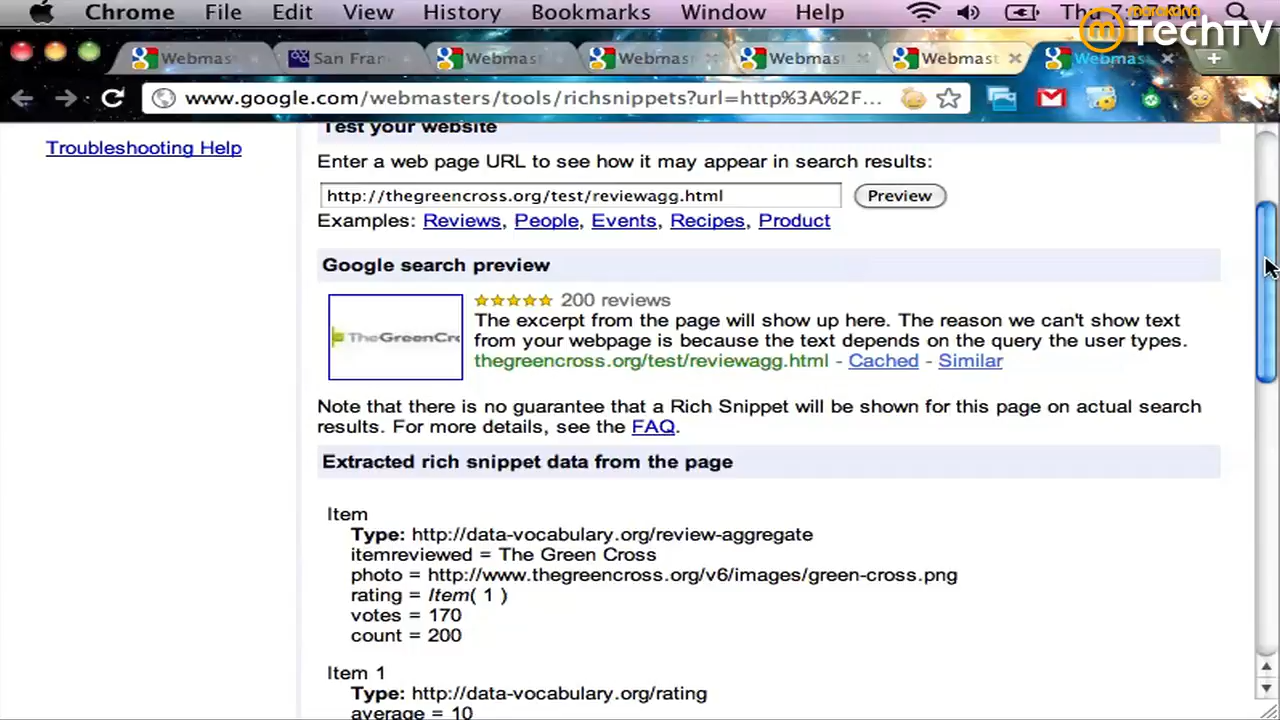 Chrome File Edit View History Bookmarks Window Help Thu 7
marakana
TechTV
Webmas San Fran Webmas Webmas Webmas Webmast Webmas
www.google.com/webmasters/tools/richsnippets?url=http%3A%2F...
Test your website
Troubleshooting Help
Enter a web page URL to see how it may appear in search results:
http://thegreencross.org/test/reviewagg.html Preview
Examples: Reviews, People, Events, Recipes, Product
Google search preview
200 reviews
TheGreenCro
The excerpt from the page will show up here. The reason we can't show text
from your webpage is because the text depends on the query the user types.
thegreencross.org/test/reviewagg.html - Cached - Similar
Note that there is no guarantee that a Rich Snippet will be shown for this page on actual search
results. For more details, see the FAQ.
Extracted rich snippet data from the page
Item
Type: http://data-vocabulary.org/review-aggregate
itemreviewed = The Green Cross
photo = http://www.thegreencross.org/v6/images/green-cross.png
rating = Item( 1 )
votes = 170
count = 200
Item 1
Type: http://data-vocabulary.org/rating
average = 10